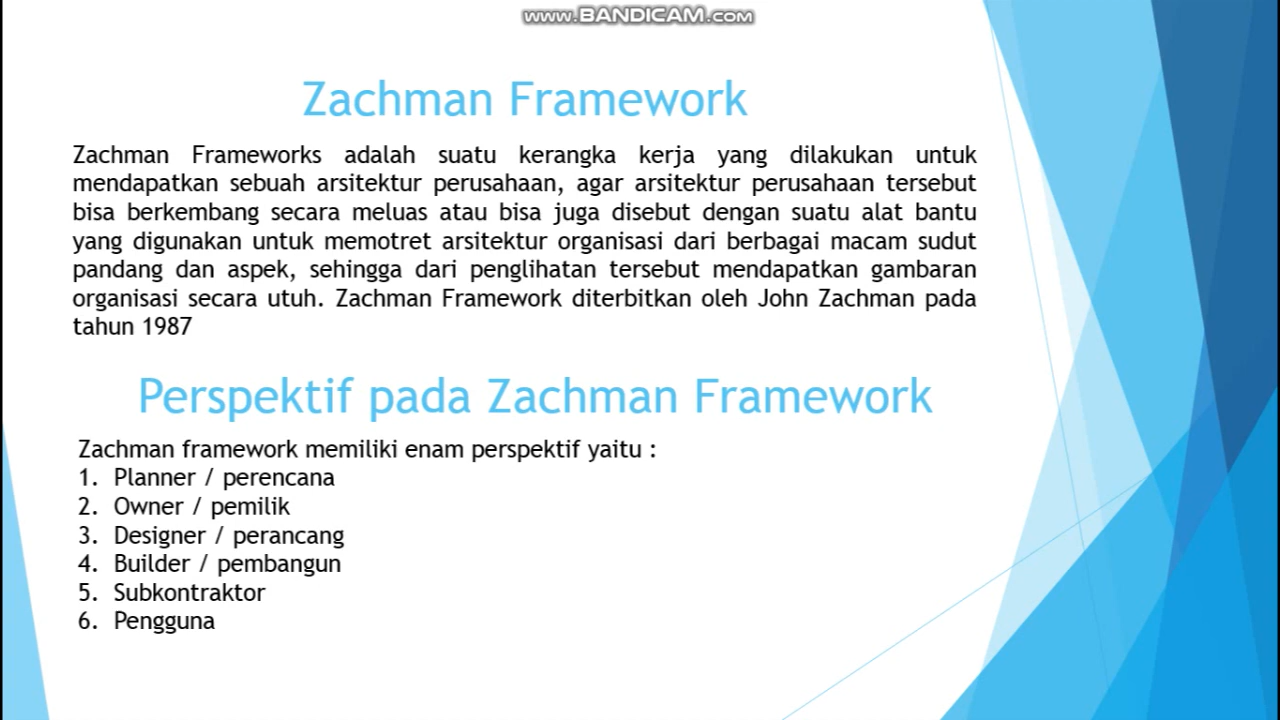 www.BANDICAM.com
Zachman Framework
Zachman Frameworks adalah suatu kerangka kerja yang dilakukan untuk
mendapatkan sebuah arsitektur perusahaan, agar arsitektur perusahaan tersebut
bisa berkembang secara meluas atau bisa juga disebut dengan suatu alat bantu
yang digunakan untuk memotret arsitektur organisasi dari berbagai macam sudut
pandang dan aspek, sehingga dari penglihatan tersebut mendapatkan gambaran
organisasi secara utuh. Zachman Framework diterbitkan oleh John Zachman pada
tahun 1987
Perspektif pada Zachman Framework
Zachman framework memiliki enam perspektif yaitu :
1. Planner / perencana
2. Owner / pemilik
3. Designer / perancang
4. Builder / pembangun
5. Subkontraktor
6. Pengguna